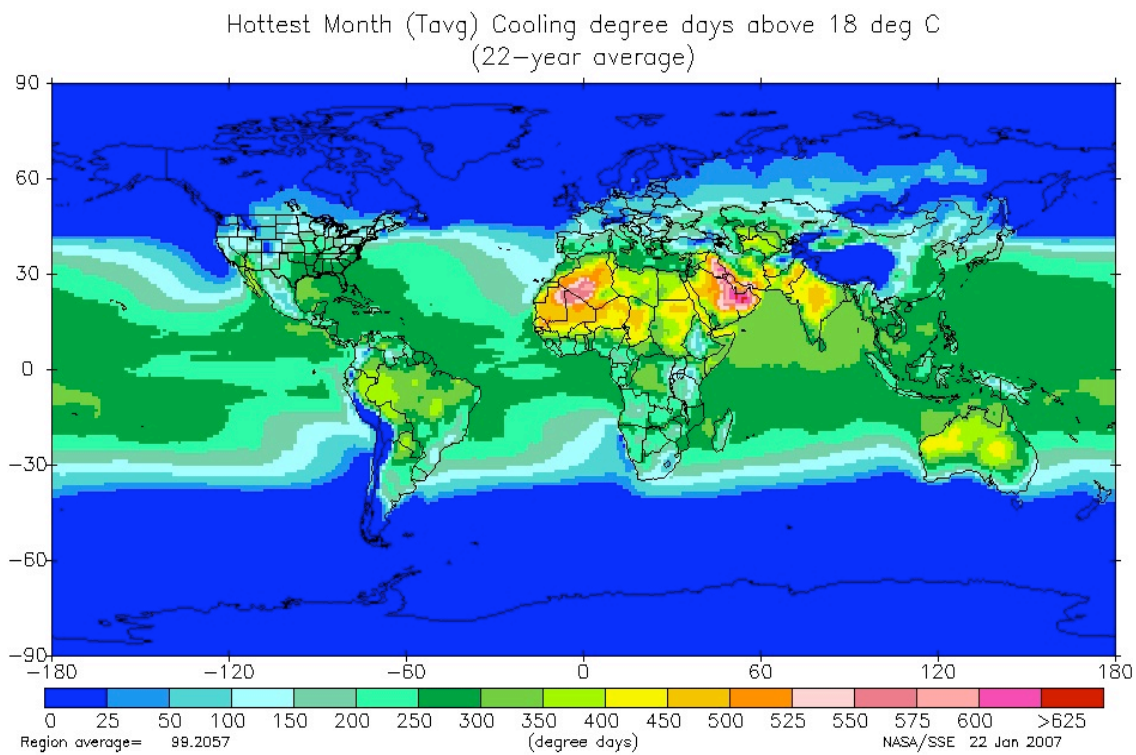 Hottest Month (Tavg) Cooling degree days above 18 deg C
(22-year average)
90
60
30
0
-30
-60
-90
-180 -120 -60 0 60 120 180
0 25 50 100 150 200 250 300 350 400 450 500 525 550 575 600 >625
Region average= 99.2057 (degree days) NASA/SSE 22 Jan 2007